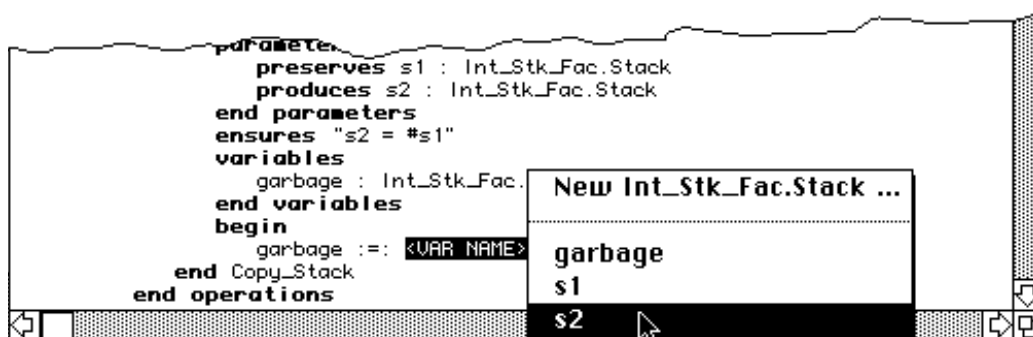 preserves s1 : Int_Stk_Fac.Stack
produces s2 : Int_Stk_Fac.Stack
end parameters
ensures "s2 = #s1"
variables
garbage : Int_Stk_Fac.
end variables
begin
garbage :=: <VAR NAME>
end Copy_Stack
end operations
New Int_Stk_Fac.Stack ...
garbage
s1
s2